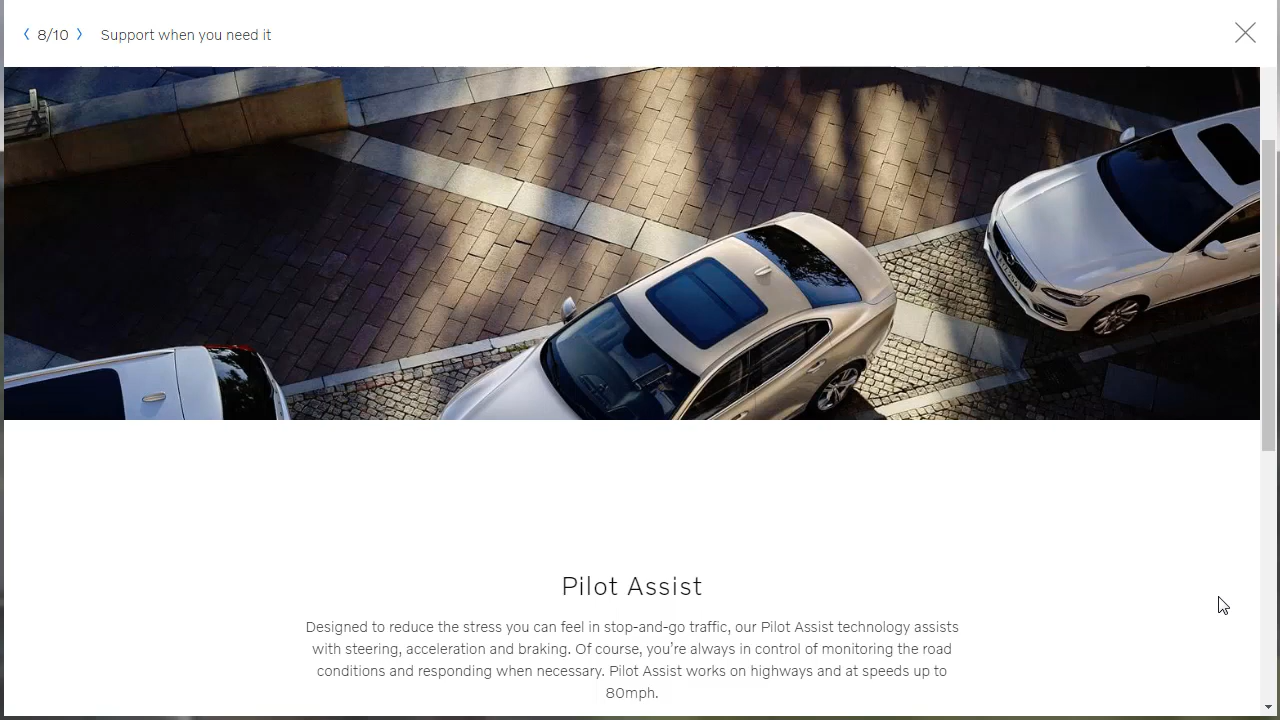 8/10 Support when you need it
Pilot Assist
Designed to reduce the stress you can feel in stop-and-go traffic, our Pilot Assist technology assists
with steering, acceleration and braking. Of course, you're always in control of monitoring the road
conditions and responding when necessary. Pilot Assist works on highways and at speeds up to
80mph.